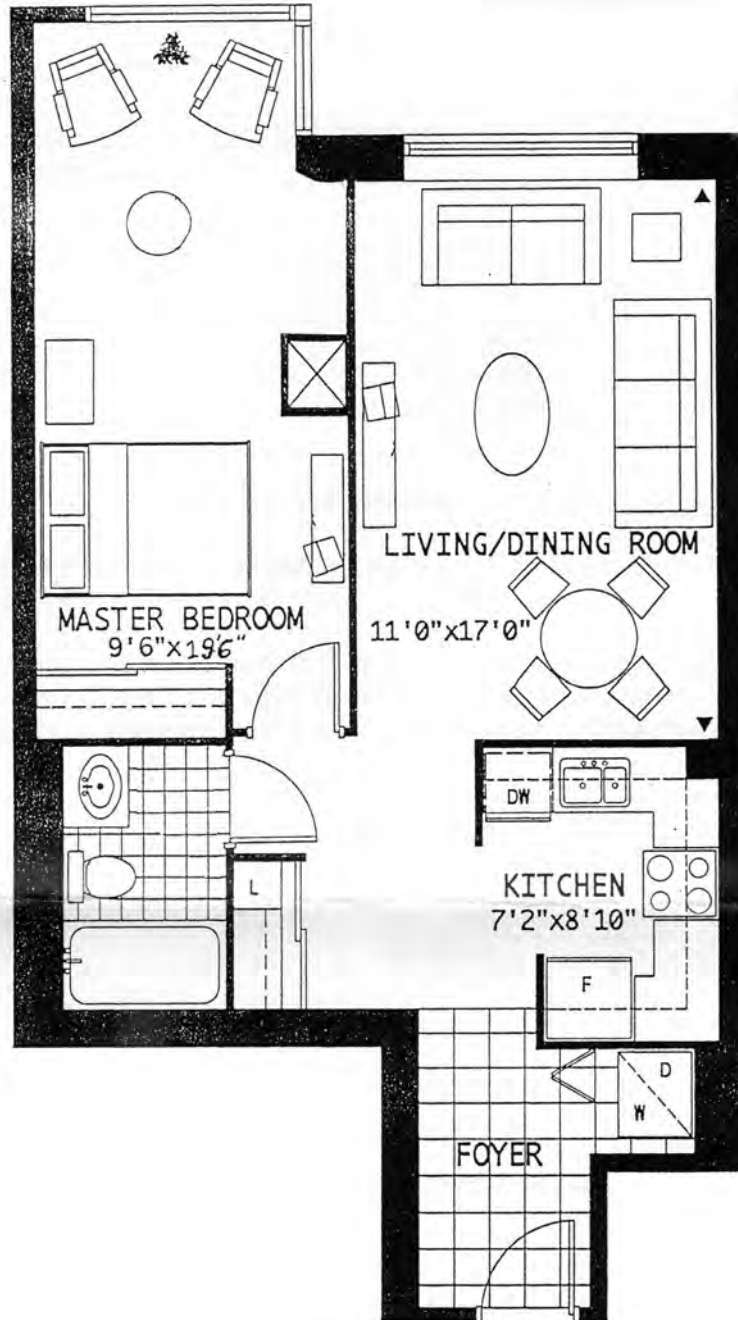 LIVING/DINING ROOM
11'0"x17'0"
MASTER BEDROOM
9'6"x19'6"
DW
KITCHEN
7'2"x8'10"
L
F
D
W
FOYER